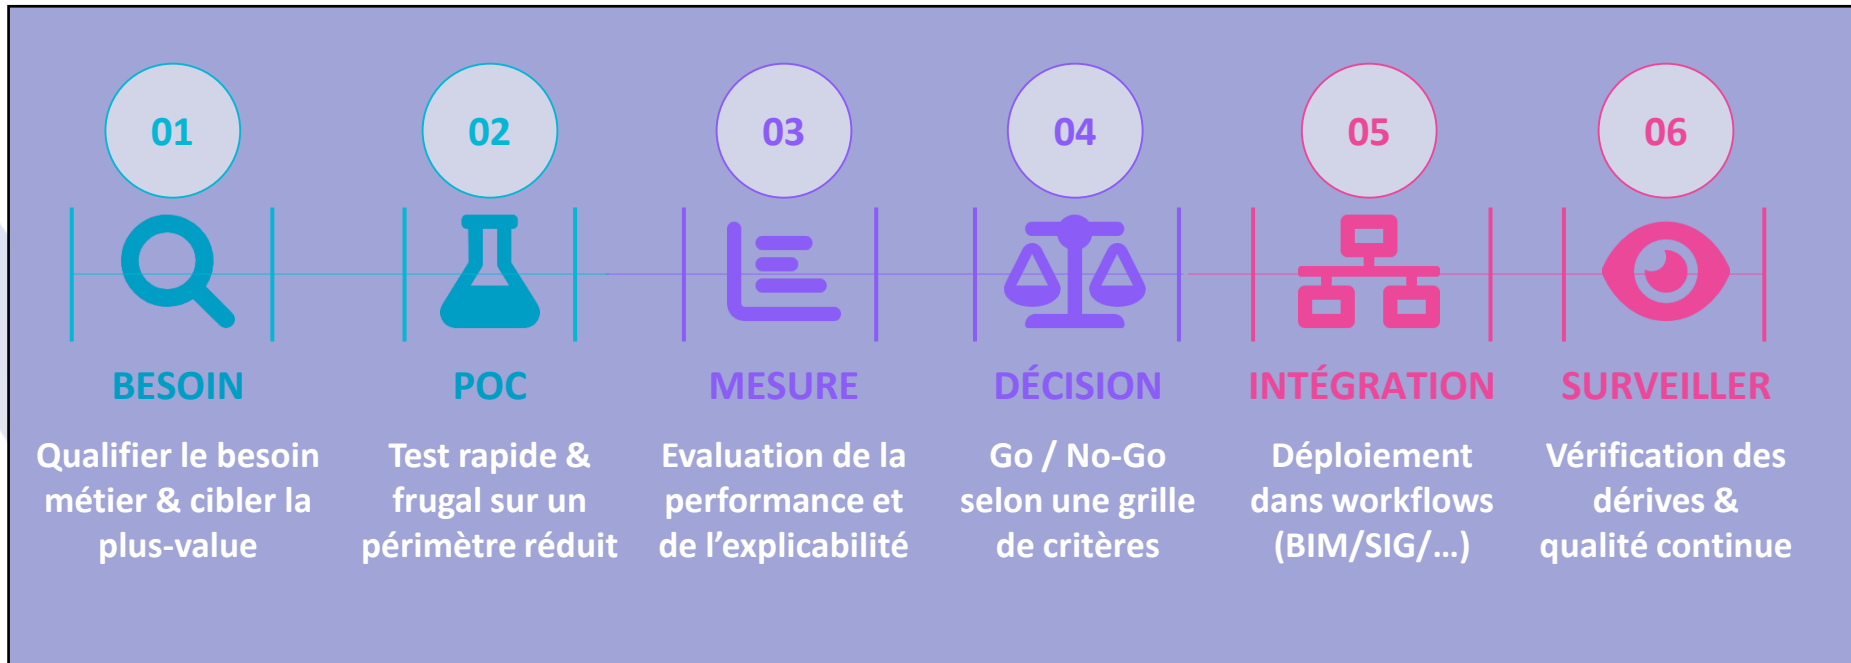 01
BESOIN
Qualifier le besoin
métier & cibler la
plus-value
02
POC
Test rapide &
frugal sur un
périmètre réduit
03
MESURE
Evaluation de la
performance et
de l’explicabilité
04
DÉCISION
Go / No-Go
selon une grille
de critères
05
INTÉGRATION
Déploiement
dans workflows
(BIM/SIG/…)
06
SURVEILLER
Vérification des
dérives &
qualité continue